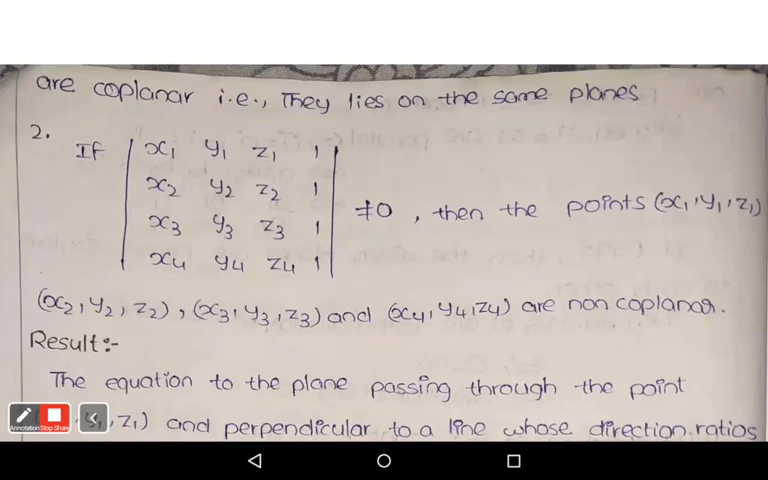 are coplanar i.e., They lies on the same planes
2.
If | x₁ y₁ z₁ 1 |
| x₂ y₂ z₂ 1 |
| x₃ y₃ z₃ 1 | ≠0, then the points (x₁, y₁, z₁)
| x₄ y₄ z₄ 1 |
(x₂, y₂, z₂), (x₃, y₃, z₃) and (x₄, y₄, z₄) are non coplanar.
Result:-
The equation to the plane passing through the point
, y₁, z₁) and perpendicular to a line whose direction ratios
Annotation Stop Share